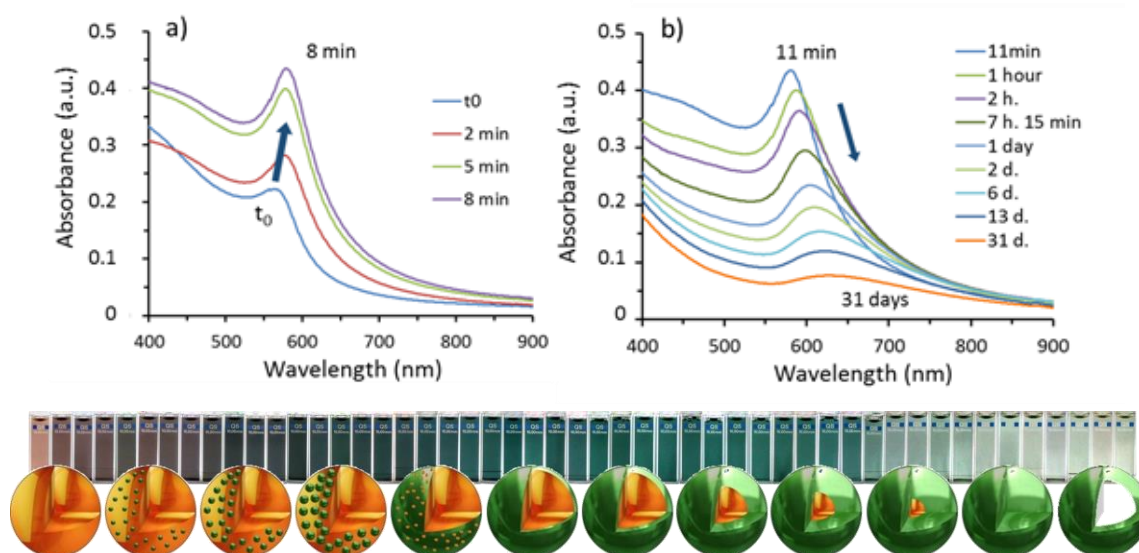 a)
8 min
t₀
Absorbance (a.u.)
0.5
0.4
0.3
0.2
0.1
0
400 500 600 700 800 900
Wavelength (nm)
t0
2 min
5 min
8 min
b)
11 min
31 days
Absorbance (a.u.)
0.5
0.4
0.3
0.2
0.1
0
400 500 600 700 800 900
Wavelength (nm)
11min
1 hour
2 h.
7 h. 15 min
1 day
2 d.
6 d.
13 d.
31 d.